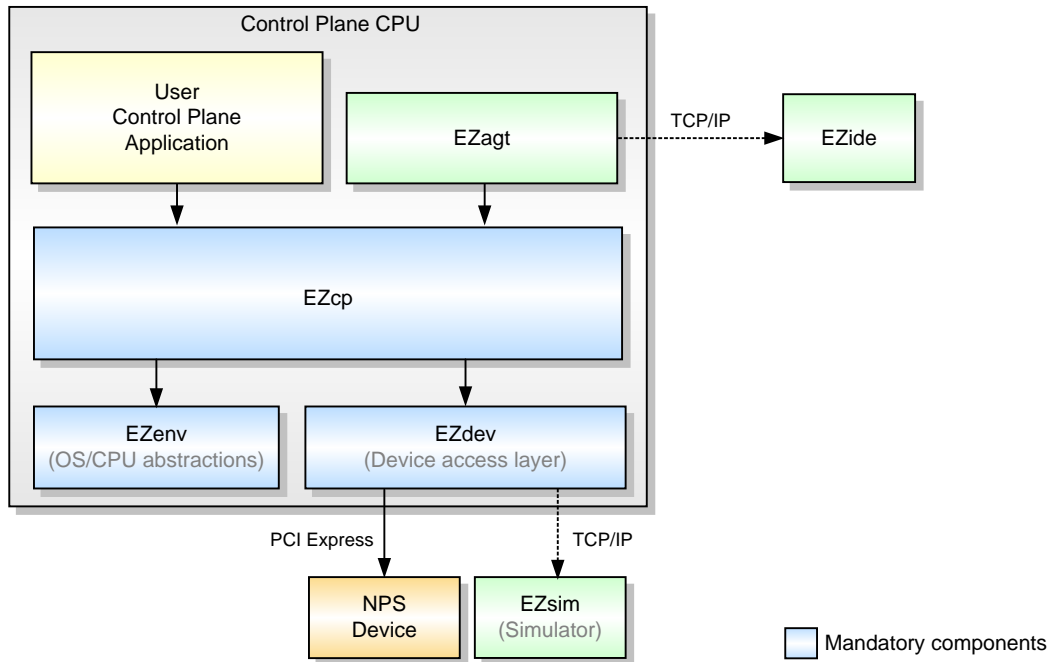 Control Plane CPU
User
Control Plane
Application
EZagt
TCP/IP
EZide
EZcp
EZenv
(OS/CPU abstractions)
EZdev
(Device access layer)
PCI Express
TCP/IP
NPS
Device
EZsim
(Simulator)
Mandatory components